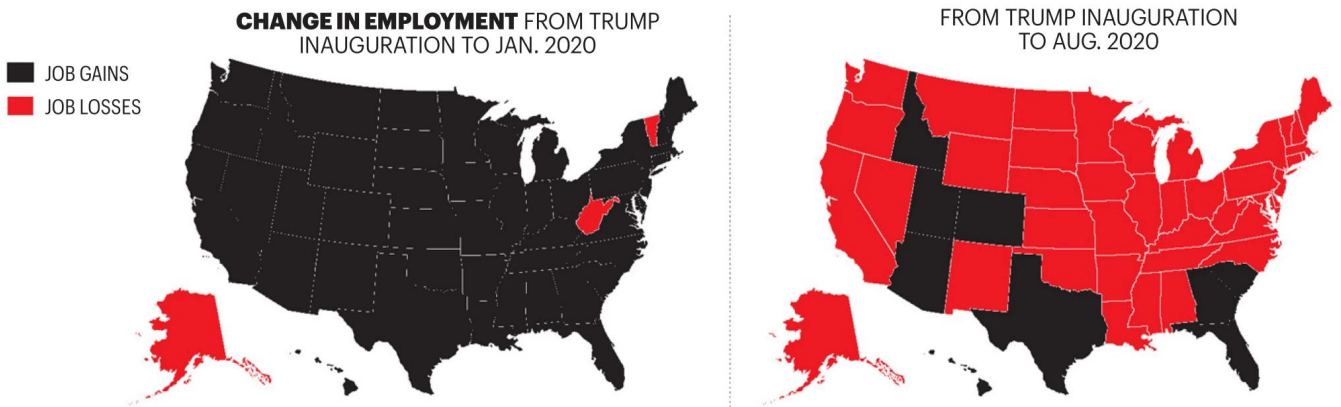 CHANGE IN EMPLOYMENT FROM TRUMP
INAUGURATION TO JAN. 2020
JOB GAINS
JOB LOSSES
FROM TRUMP INAUGURATION
TO AUG. 2020